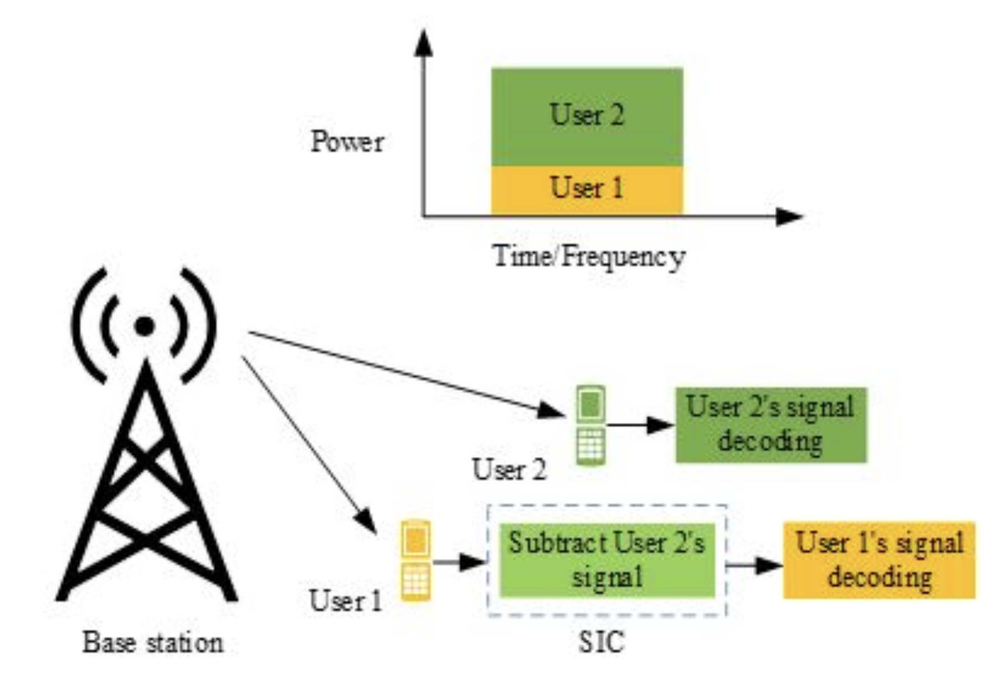 User 2
Power
User 1
Time/Frequency
User 2's signal
decoding
User 2
Subtract User 2's
signal
User 1's signal
decoding
User 1
Base station
SIC